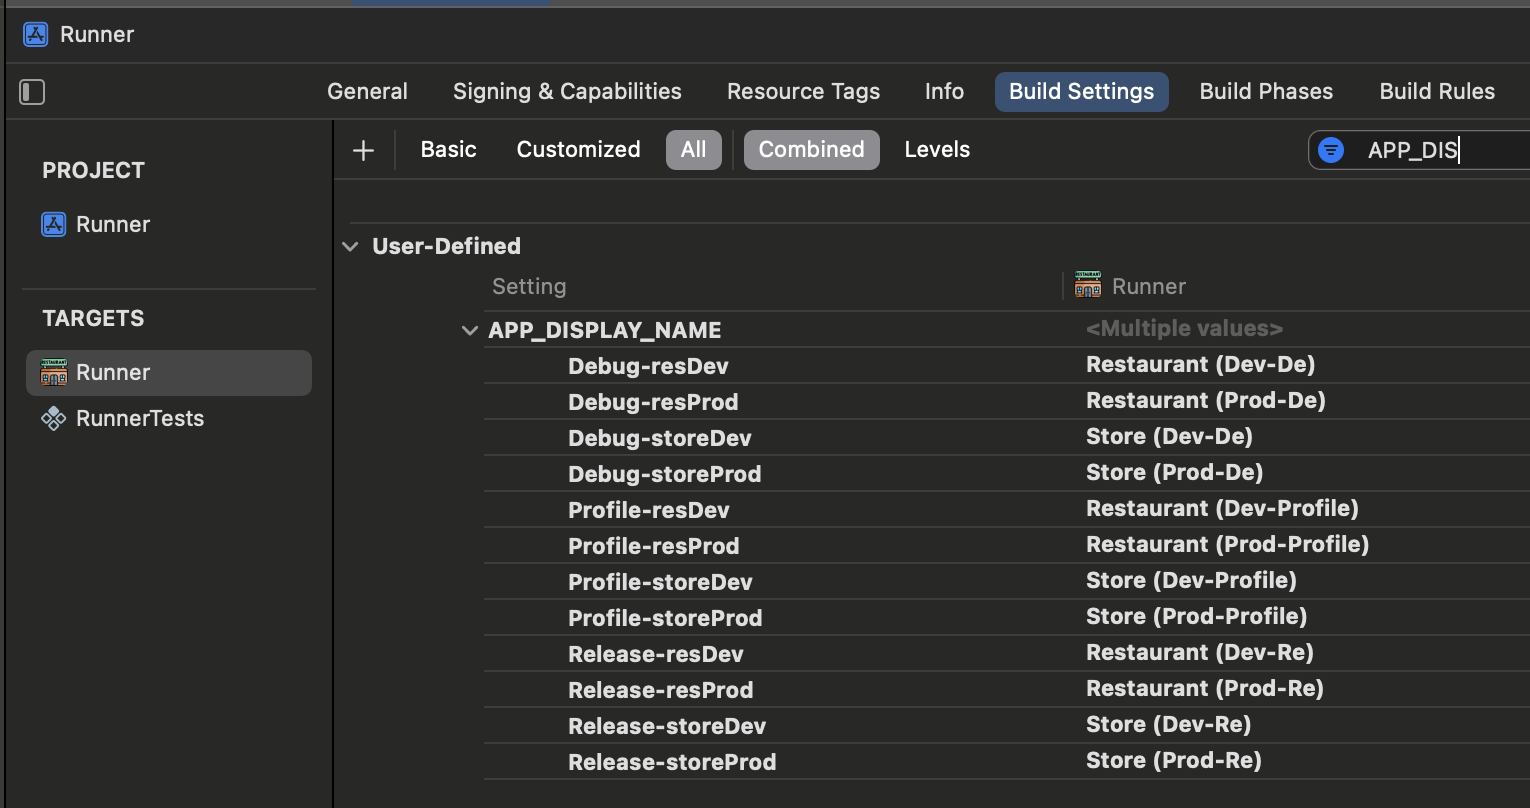 Runner
General Signing & Capabilities Resource Tags Info Build Settings Build Phases Build Rules
Basic Customized All Combined Levels APP_DIS
PROJECT
Runner
TARGETS
Runner
RunnerTests
User-Defined
Setting Runner
APP_DISPLAY_NAME <Multiple values>
Debug-resDev Restaurant (Dev-De)
Debug-resProd Restaurant (Prod-De)
Debug-storeDev Store (Dev-De)
Debug-storeProd Store (Prod-De)
Profile-resDev Restaurant (Dev-Profile)
Profile-resProd Restaurant (Prod-Profile)
Profile-storeDev Store (Dev-Profile)
Profile-storeProd Store (Prod-Profile)
Release-resDev Restaurant (Dev-Re)
Release-resProd Restaurant (Prod-Re)
Release-storeDev Store (Dev-Re)
Release-storeProd Store (Prod-Re)